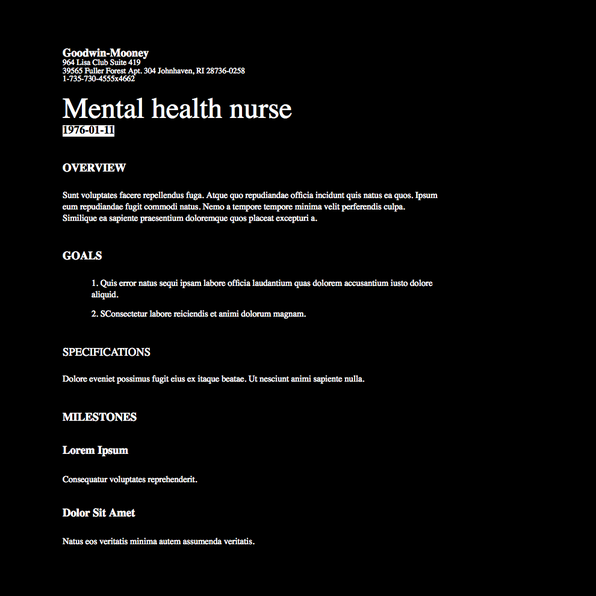 Goodwin-Mooney
964 Lisa Club Suite 419
39565 Fuller Forest Apt. 304 Johnhaven, RI 28736-0258
1-735-730-4555x4662
Mental health nurse
1976-01-11
OVERVIEW
Sunt voluptates facere repellendus fuga. Atque quo repudiandae officia incidunt quis natus ea quos. Ipsum
eum repudiandae fugit commodi natus. Nemo a tempore tempore minima velit perferendis culpa.
Similique ea sapiente praesentium doloremque quos placeat excepturi a.
GOALS
1. Quis error natus sequi ipsam labore officia laudantium quas dolorem accusantium iusto dolore
aliquid.
2. SConsectetur labore reiciendis et animi dolorum magnam.
SPECIFICATIONS
Dolore eveniet possimus fugit eius ex itaque beatae. Ut nesciunt animi sapiente nulla.
MILESTONES
Lorem Ipsum
Consequatur voluptates reprehenderit.
Dolor Sit Amet
Natus eos veritatis minima autem assumenda veritatis.